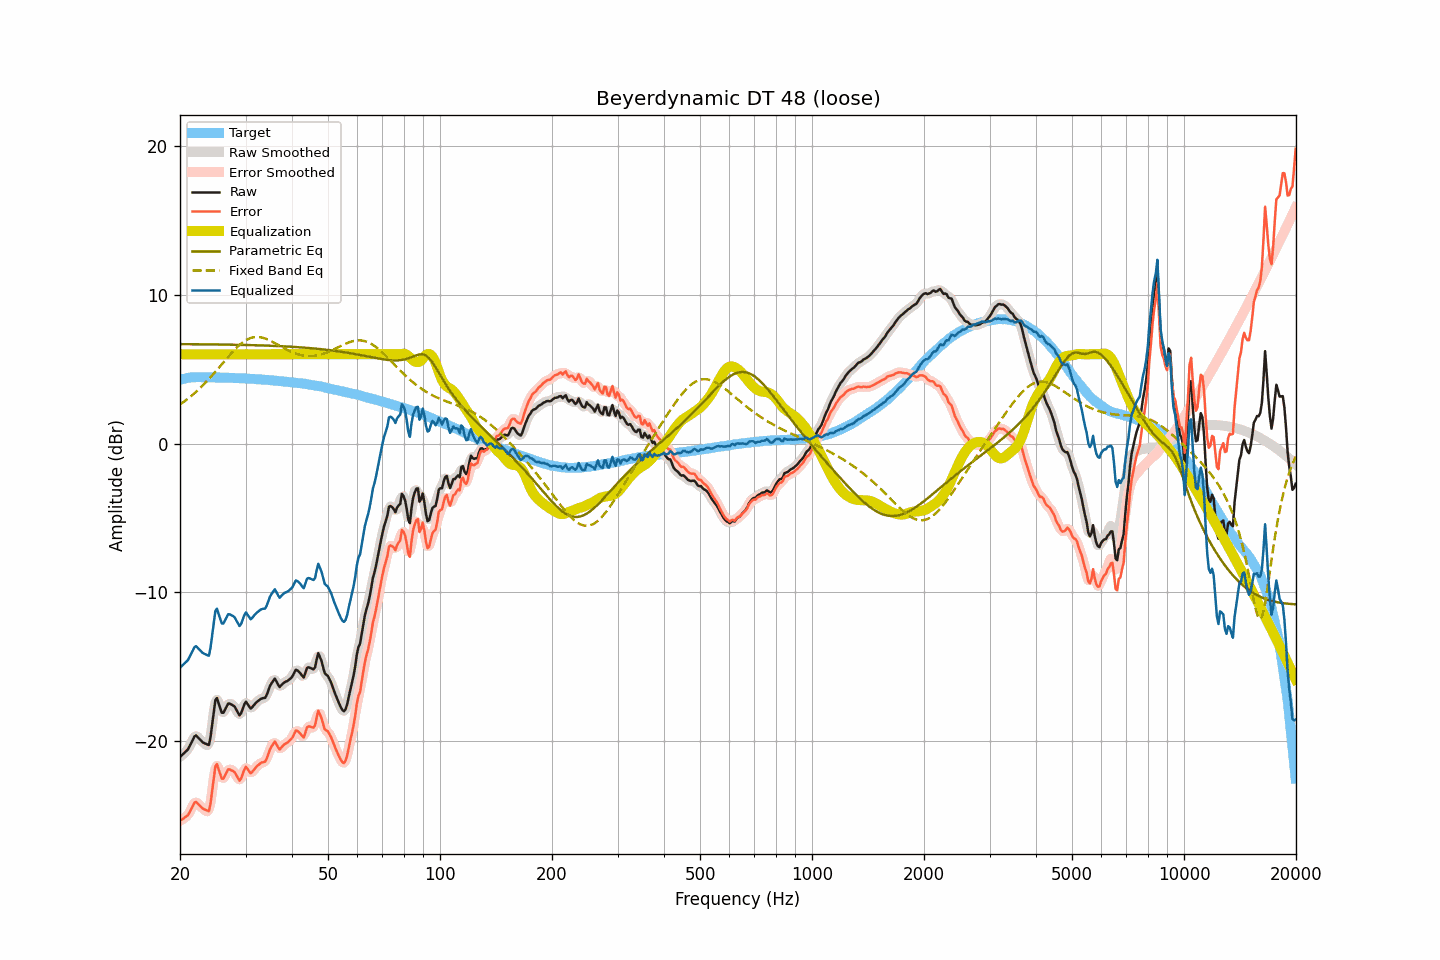 Beyerdynamic DT 48 (loose)
Target
Raw Smoothed
Error Smoothed
Raw
Error
Equalization
Parametric Eq
Fixed Band Eq
Equalized
20
10
0
−10
−20
Amplitude (dBr)
20 50 100 200 500 1000 2000 5000 10000 20000
Frequency (Hz)